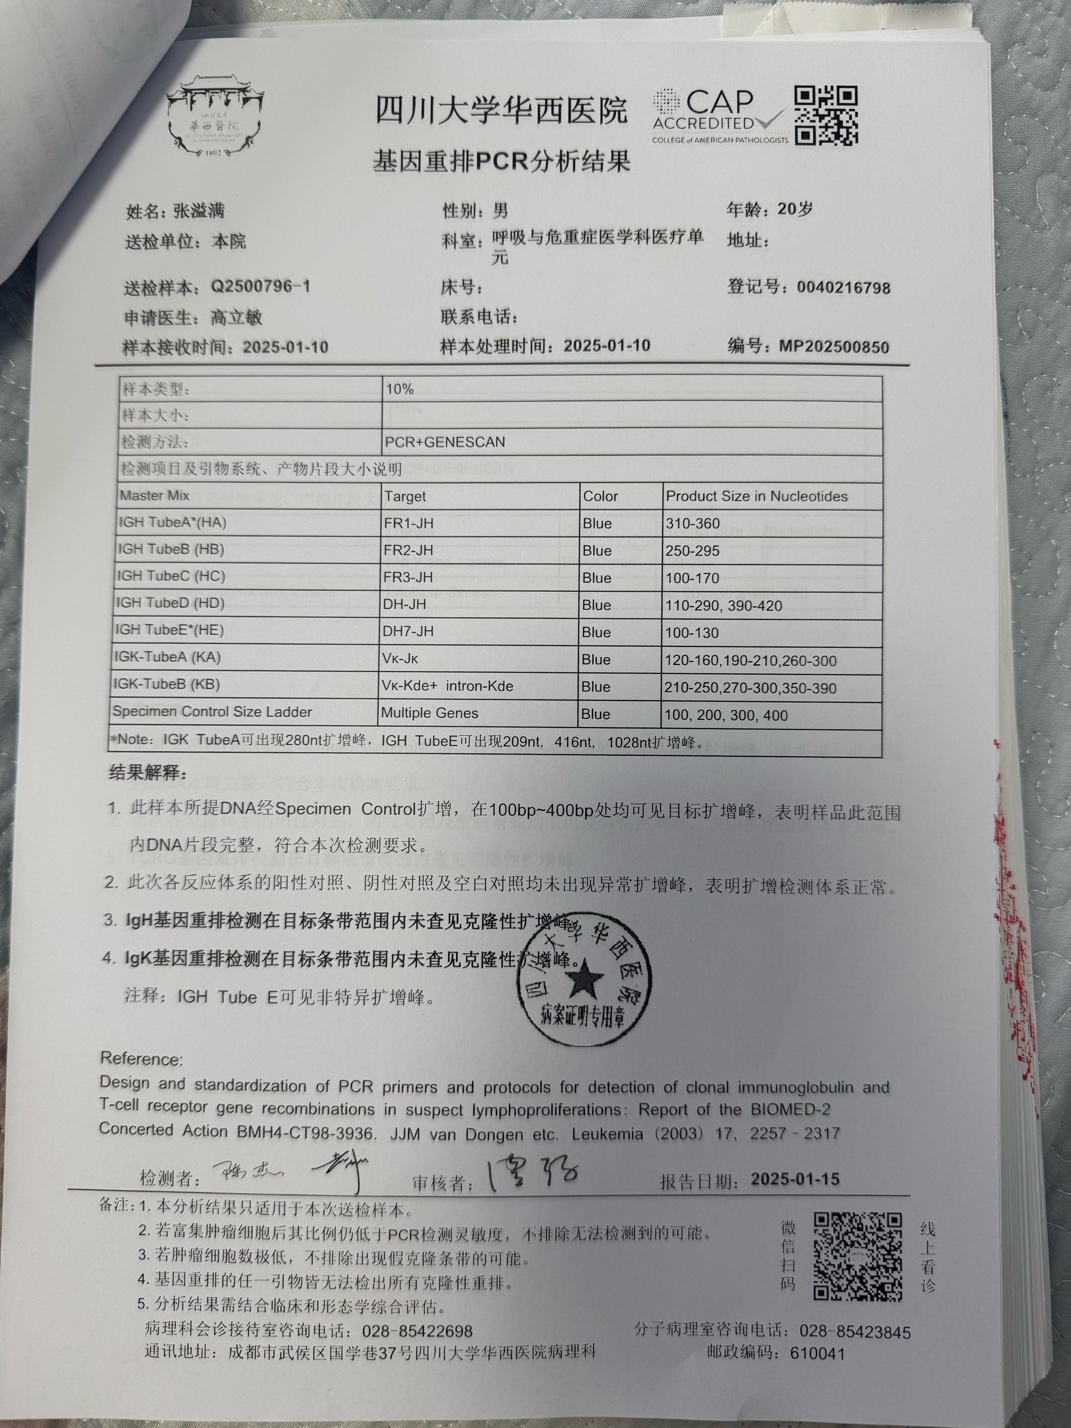 四川大学华西医院
基因重排PCR分析结果
華西醫院
1892
CAP
ACCREDITED
COLLEGE of AMERICAN PATHOLOGISTS
姓名：张溢满 性别：男 年龄：20岁
送检单位：本院 科室：呼吸与危重症医学科医疗单元 地址：
送检样本：Q2500796-1 床号： 登记号：0040216798
申请医生：高立敏 联系电话：
样本接收时间：2025-01-10 样本处理时间：2025-01-10 编号：MP202500850
样本类型： 10%
样本大小：
检测方法： PCR+GENESCAN
检测项目及引物系统、产物片段大小说明
Master Mix Target Color Product Size in Nucleotides
IGH TubeA*(HA) FR1-JH Blue 310-360
IGH TubeB (HB) FR2-JH Blue 250-295
IGH TubeC (HC) FR3-JH Blue 100-170
IGH TubeD (HD) DH-JH Blue 110-290, 390-420
IGH TubeE*(HE) DH7-JH Blue 100-130
IGK-TubeA (KA) Vκ-Jκ Blue 120-160,190-210,260-300
IGK-TubeB (KB) Vκ-Kde+ intron-Kde Blue 210-250,270-300,350-390
Specimen Control Size Ladder Multiple Genes Blue 100, 200, 300, 400
*Note：IGK TubeA可出现280nt扩增峰，IGH TubeE可出现209nt, 416nt, 1028nt扩增峰。
结果解释：
1. 此样本所提DNA经Specimen Control扩增，在100bp~400bp处均可见目标扩增峰，表明样品此范围
内DNA片段完整，符合本次检测要求。
2. 此次各反应体系的阳性对照、阴性对照及空白对照均未出现异常扩增峰，表明扩增检测体系正常。
3. IgH基因重排检测在目标条带范围内未查见克隆性扩增峰。
4. IgK基因重排检测在目标条带范围内未查见克隆性扩增峰。
注释：IGH Tube E可见非特异扩增峰。
四川大学华西医院
病案证明专用章
Reference:
Design and standardization of PCR primers and protocols for detection of clonal immunoglobulin and
T-cell receptor gene recombinations in suspect lymphoproliferations: Report of the BIOMED-2
Concerted Action BMH4-CT98-3936. JJM van Dongen etc. Leukemia (2003) 17, 2257–2317
检测者： 审核者： 报告日期：2025-01-15
备注：1. 本分析结果只适用于本次送检样本。
2. 若富集肿瘤细胞后其比例仍低于PCR检测灵敏度，不排除无法检测到的可能。
3. 若肿瘤细胞数极低，不排除出现假克隆条带的可能。
4. 基因重排的任一引物皆无法检出所有克隆性重排。
5. 分析结果需结合临床和形态学综合评估。
微信扫码
线上看诊
病理科会诊接待室咨询电话：028-85422698 分子病理室咨询电话：028-85423845
通讯地址：成都市武侯区国学巷37号四川大学华西医院病理科 邮政编码：610041